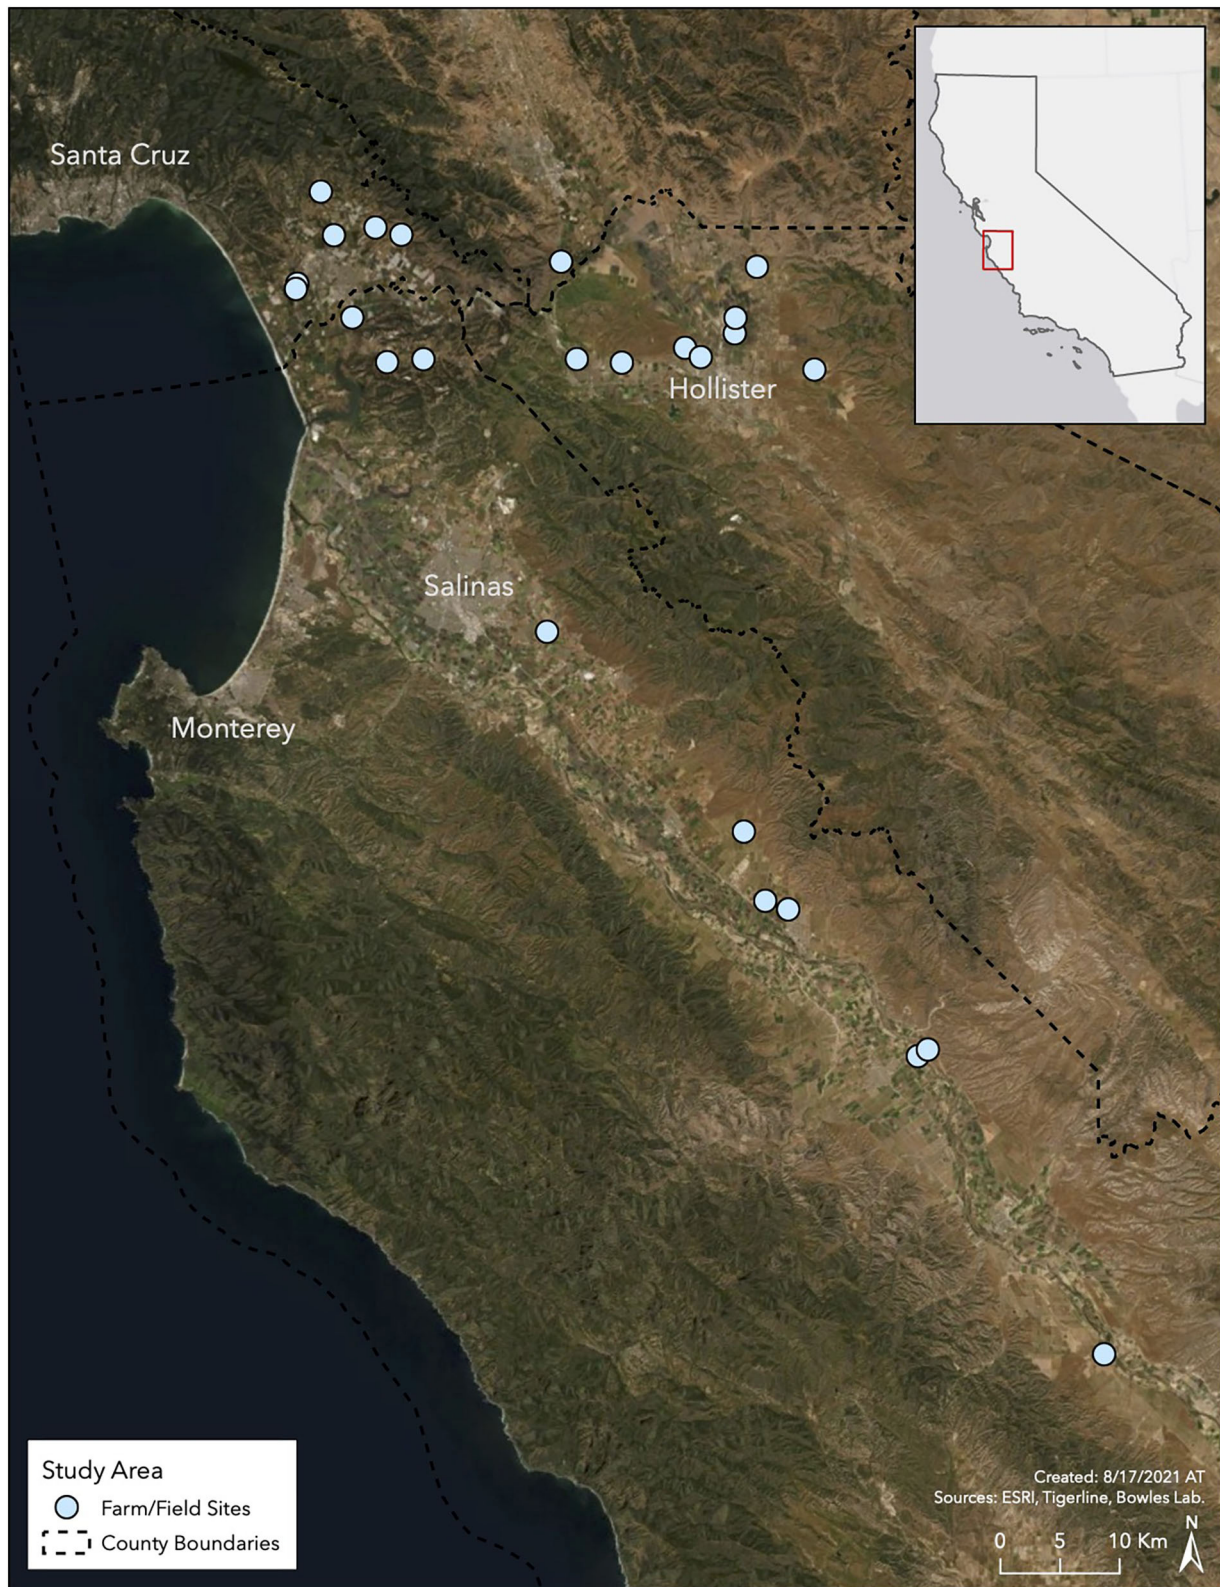 Santa Cruz
Hollister
Salinas
Monterey
Study Area
Farm/Field Sites
County Boundaries
Created: 8/17/2021 AT
Sources: ESRI, Tigerline, Bowles Lab.
N
0 5 10 Km